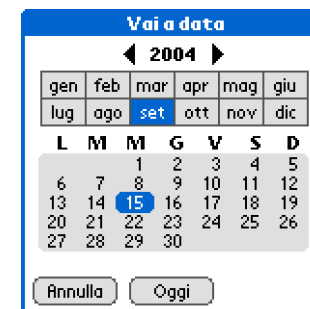 Vai a data
2004
gen feb mar apr mag giu
lug ago set ott nov dic
L M M G V S D
1 2 3 4 5
6 7 8 9 10 11 12
13 14 15 16 17 18 19
20 21 22 23 24 25 26
27 28 29 30
Annulla Oggi